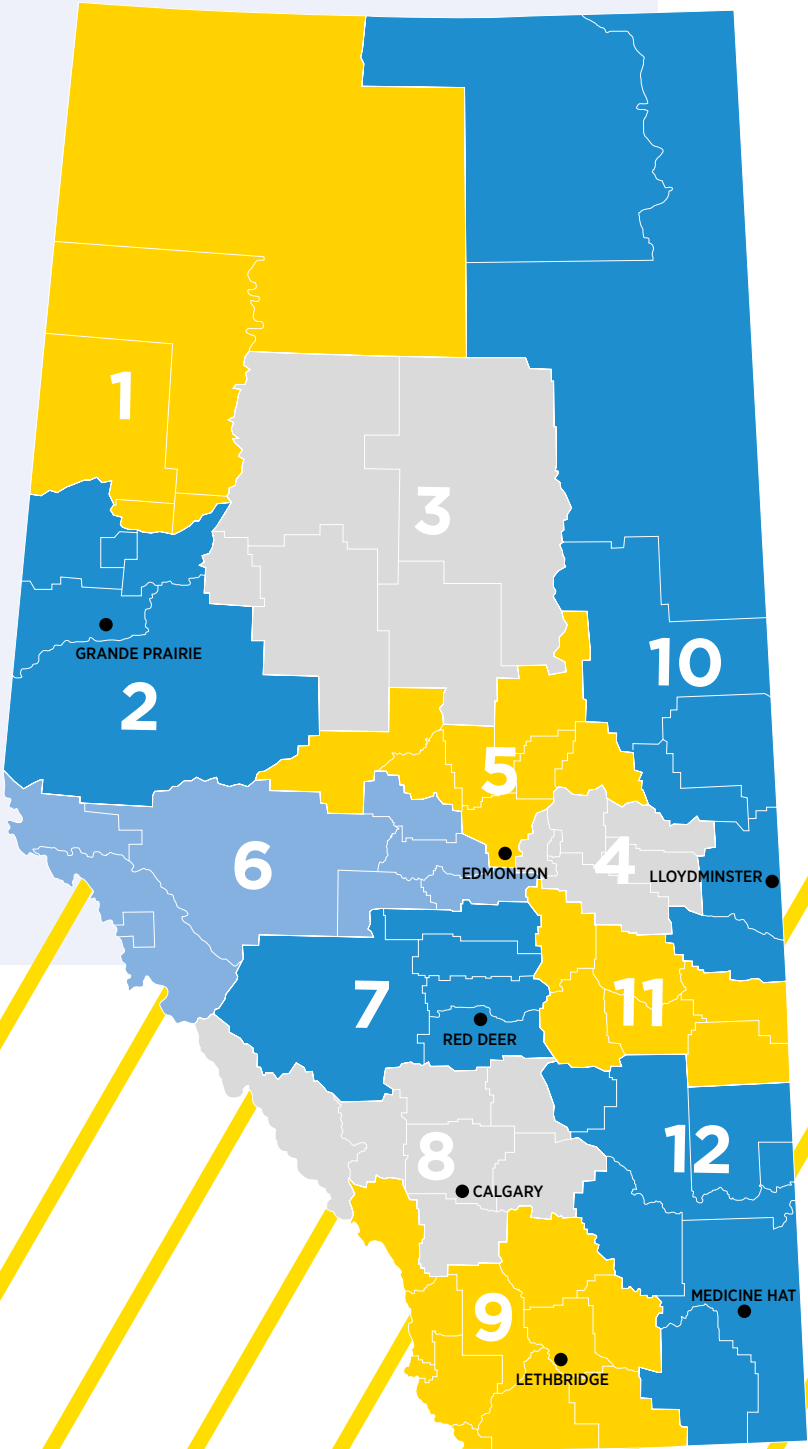 1
3
GRANDE PRAIRIE
10
2
5
6
4
EDMONTON
LLOYDMINSTER
7
11
RED DEER
8
12
CALGARY
MEDICINE HAT
9
LETHBRIDGE